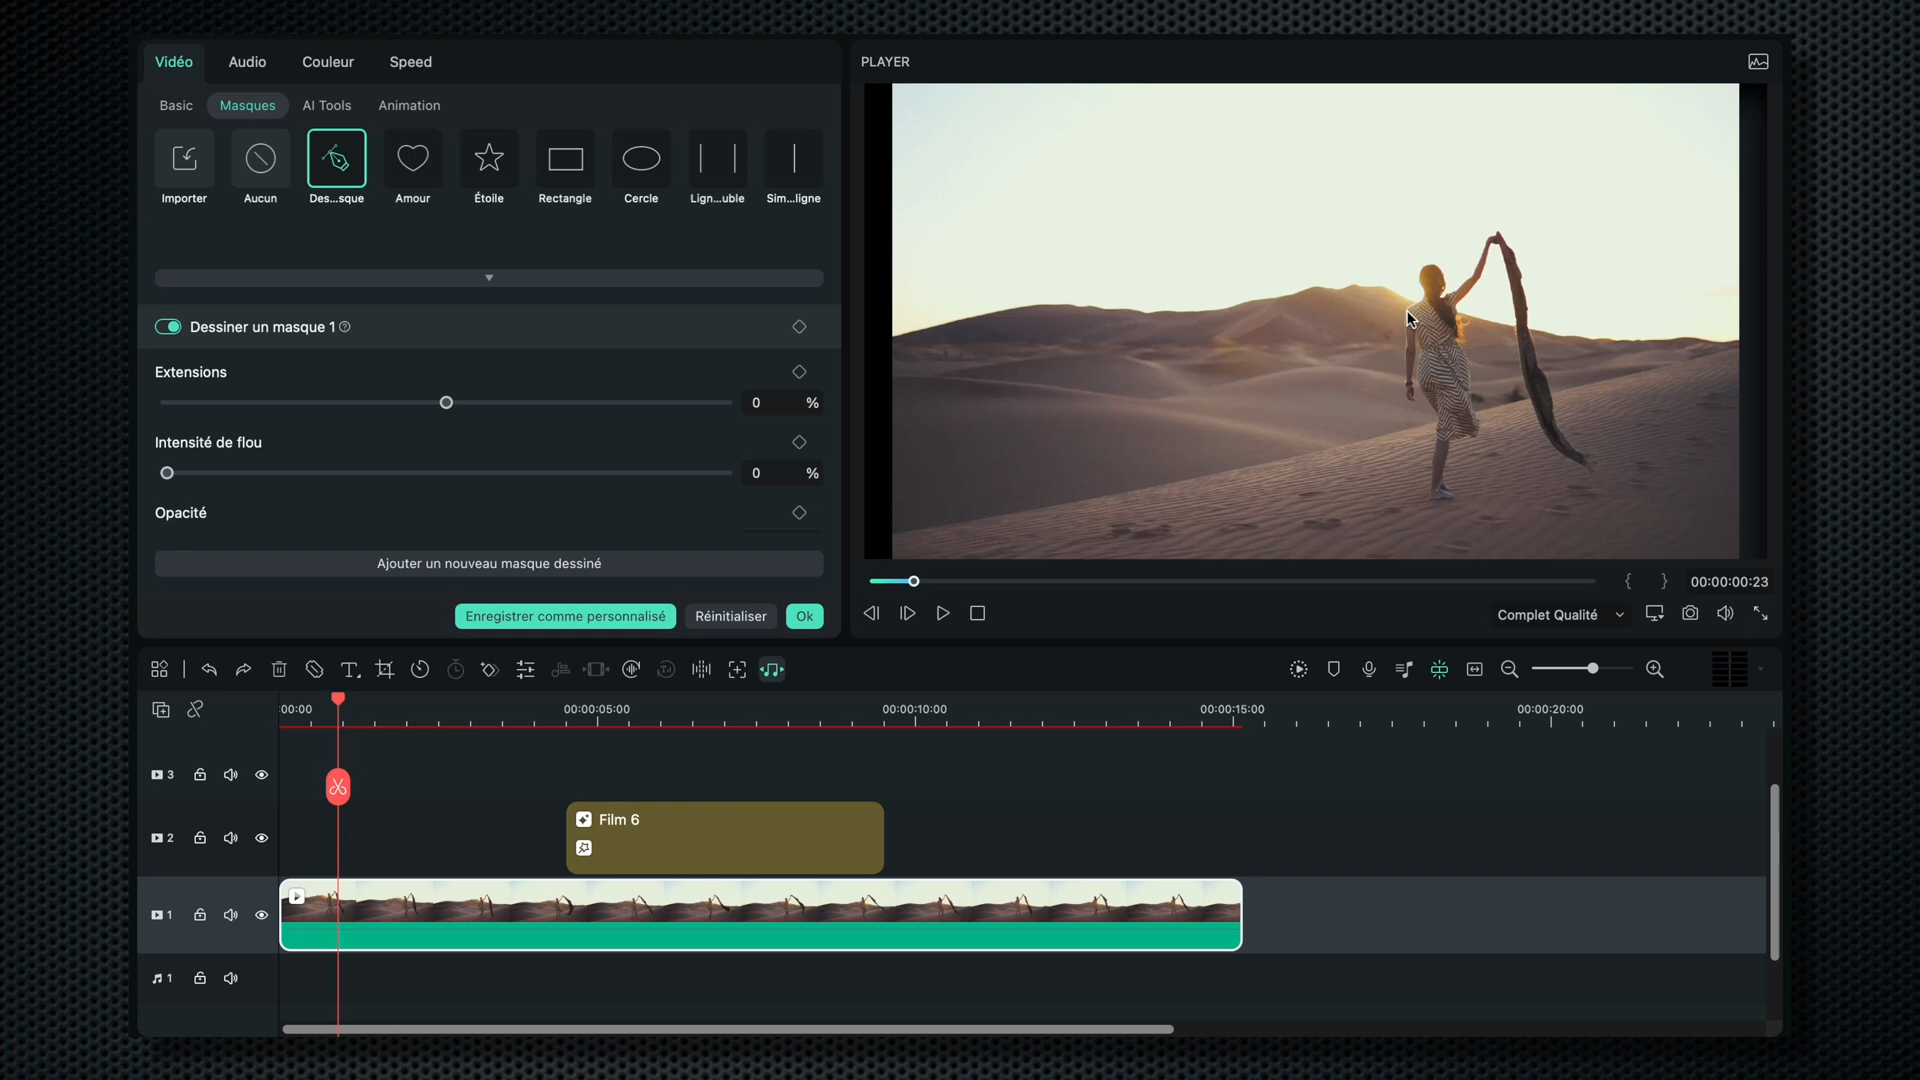 Vidéo Audio Couleur Speed
Basic Masques AI Tools Animation
Importer Aucun Des...sque Amour Étoile Rectangle Cercle Lign...uble Sim...ligne
Dessiner un masque 1
Extensions
0 %
Intensité de flou
0 %
Opacité
Ajouter un nouveau masque dessiné
Enregistrer comme personnalisé Réinitialiser Ok
PLAYER
{ } 00:00:00:23
Complet Qualité
:00:00 00:00:05:00 00:00:10:00 00:00:15:00 00:00:20:00
3
2
Film 6
1
1